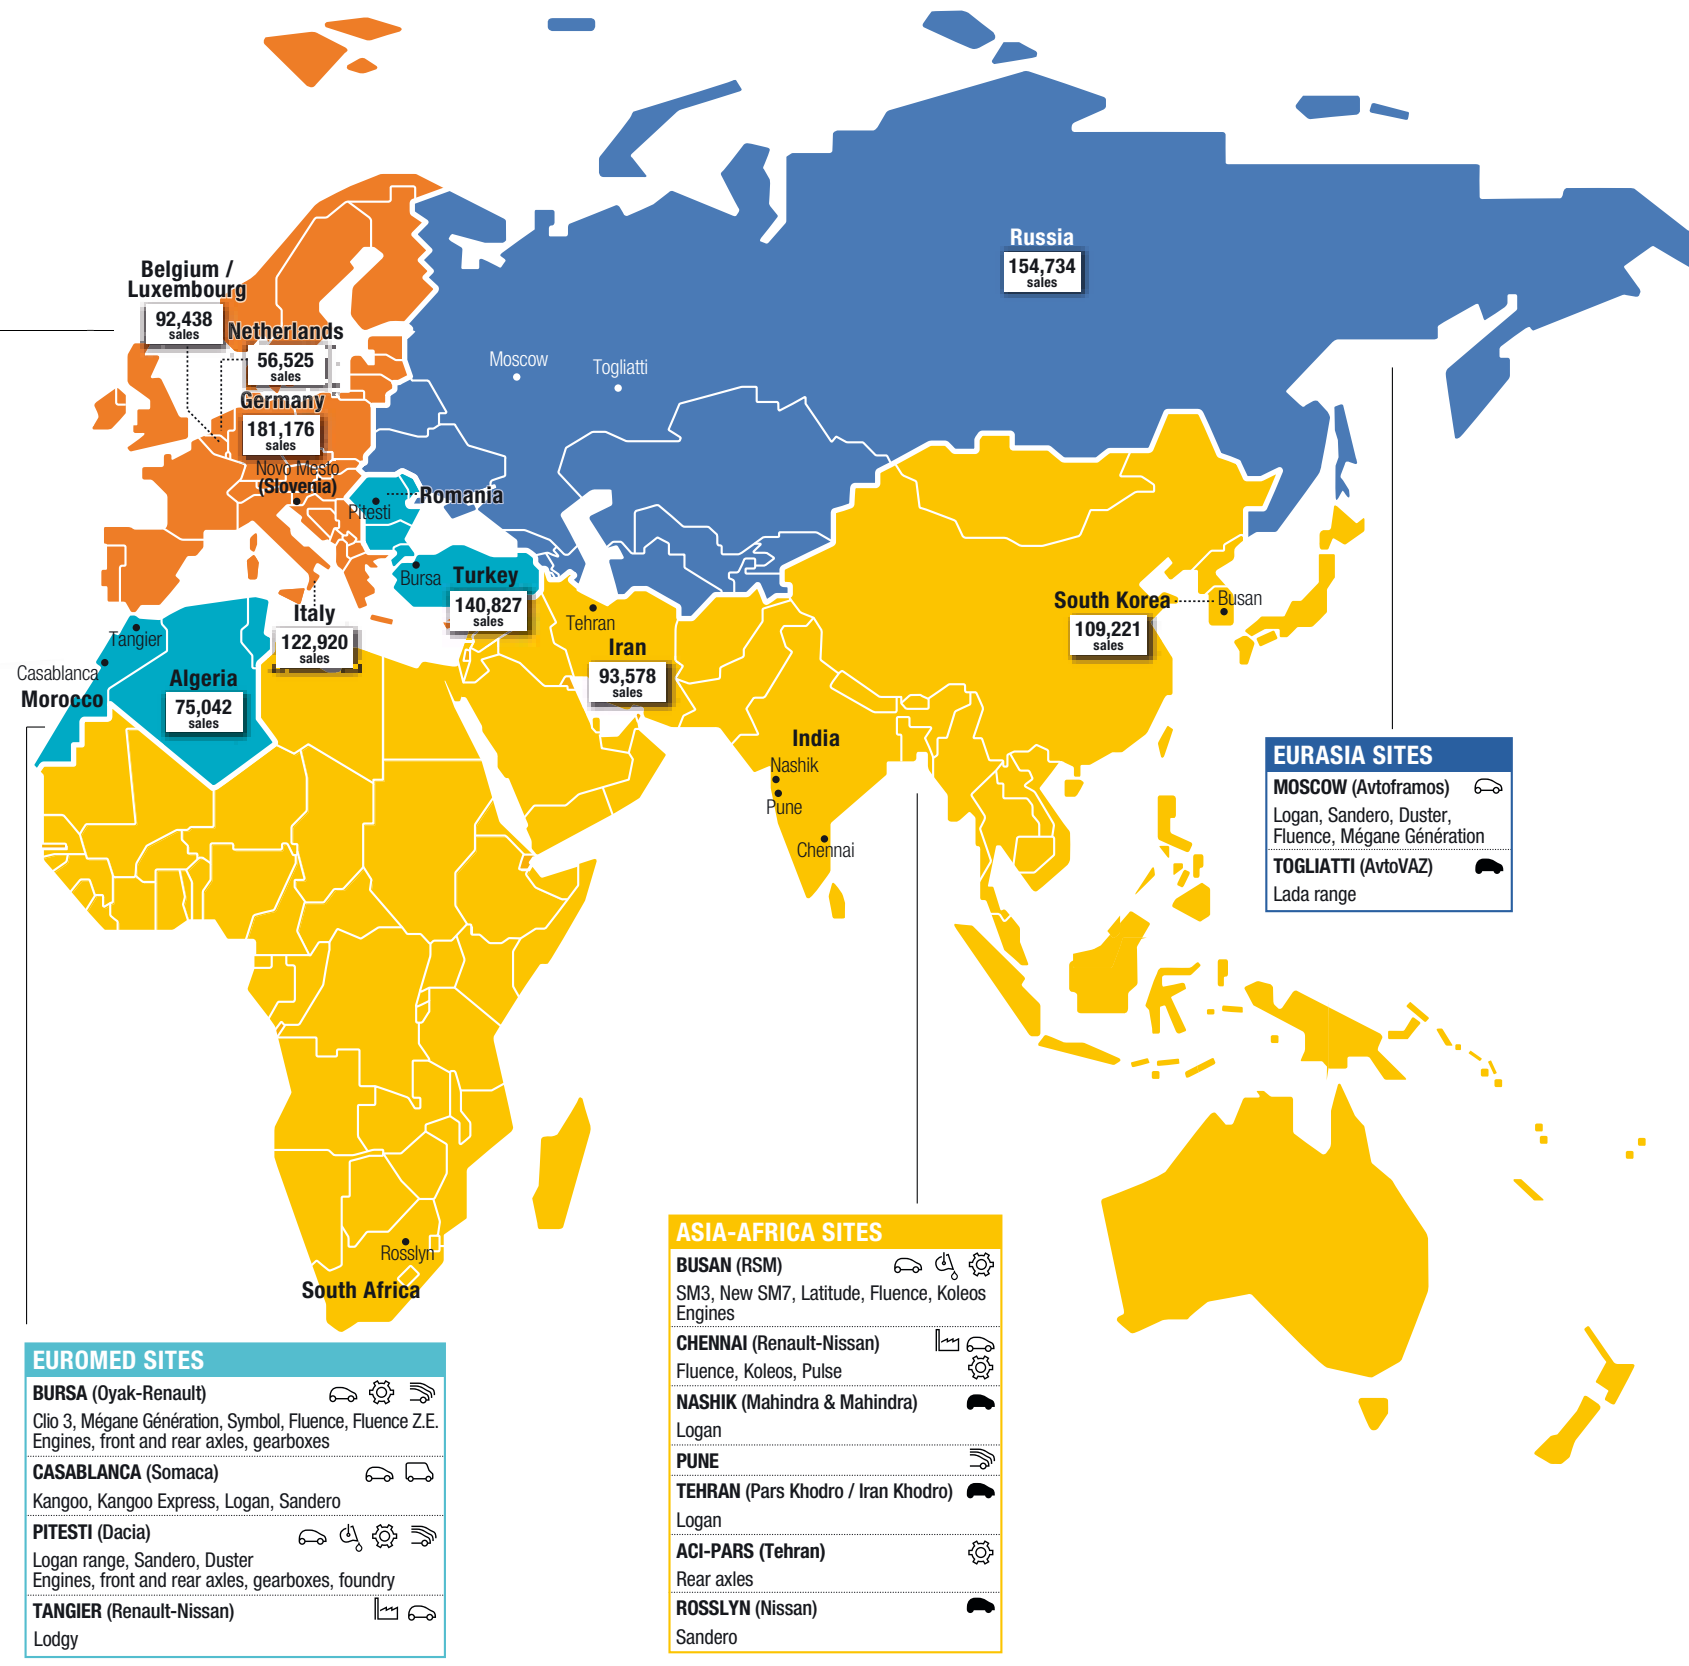 Russia
154,734
sales
Belgium /
Luxembourg
92,438
sales
Netherlands
56,525
sales
Germany
181,176
sales
Moscow
Togliatti
Novo Mesto
(Slovenia)
Romania
Pitesti
Bursa
Turkey
140,827
sales
Italy
122,920
sales
Tehran
Iran
93,578
sales
South Korea
109,221
sales
Busan
Tangier
Casablanca
Morocco
Algeria
75,042
sales
India
Nashik
Pune
Chennai
Rosslyn
South Africa
EURASIA SITES
MOSCOW (Avtoframos)
Logan, Sandero, Duster,
Fluence, Mégane Génération
TOGLIATTI (AvtoVAZ)
Lada range
ASIA-AFRICA SITES
BUSAN (RSM)
SM3, New SM7, Latitude, Fluence, Koleos
Engines
CHENNAI (Renault-Nissan)
Fluence, Koleos, Pulse
NASHIK (Mahindra & Mahindra)
Logan
PUNE
TEHRAN (Pars Khodro / Iran Khodro)
Logan
ACI-PARS (Tehran)
Rear axles
ROSSLYN (Nissan)
Sandero
EUROMED SITES
BURSA (Oyak-Renault)
Clio 3, Mégane Génération, Symbol, Fluence, Fluence Z.E.
Engines, front and rear axles, gearboxes
CASABLANCA (Somaca)
Kangoo, Kangoo Express, Logan, Sandero
PITESTI (Dacia)
Logan range, Sandero, Duster
Engines, front and rear axles, gearboxes, foundry
TANGIER (Renault-Nissan)
Lodgy